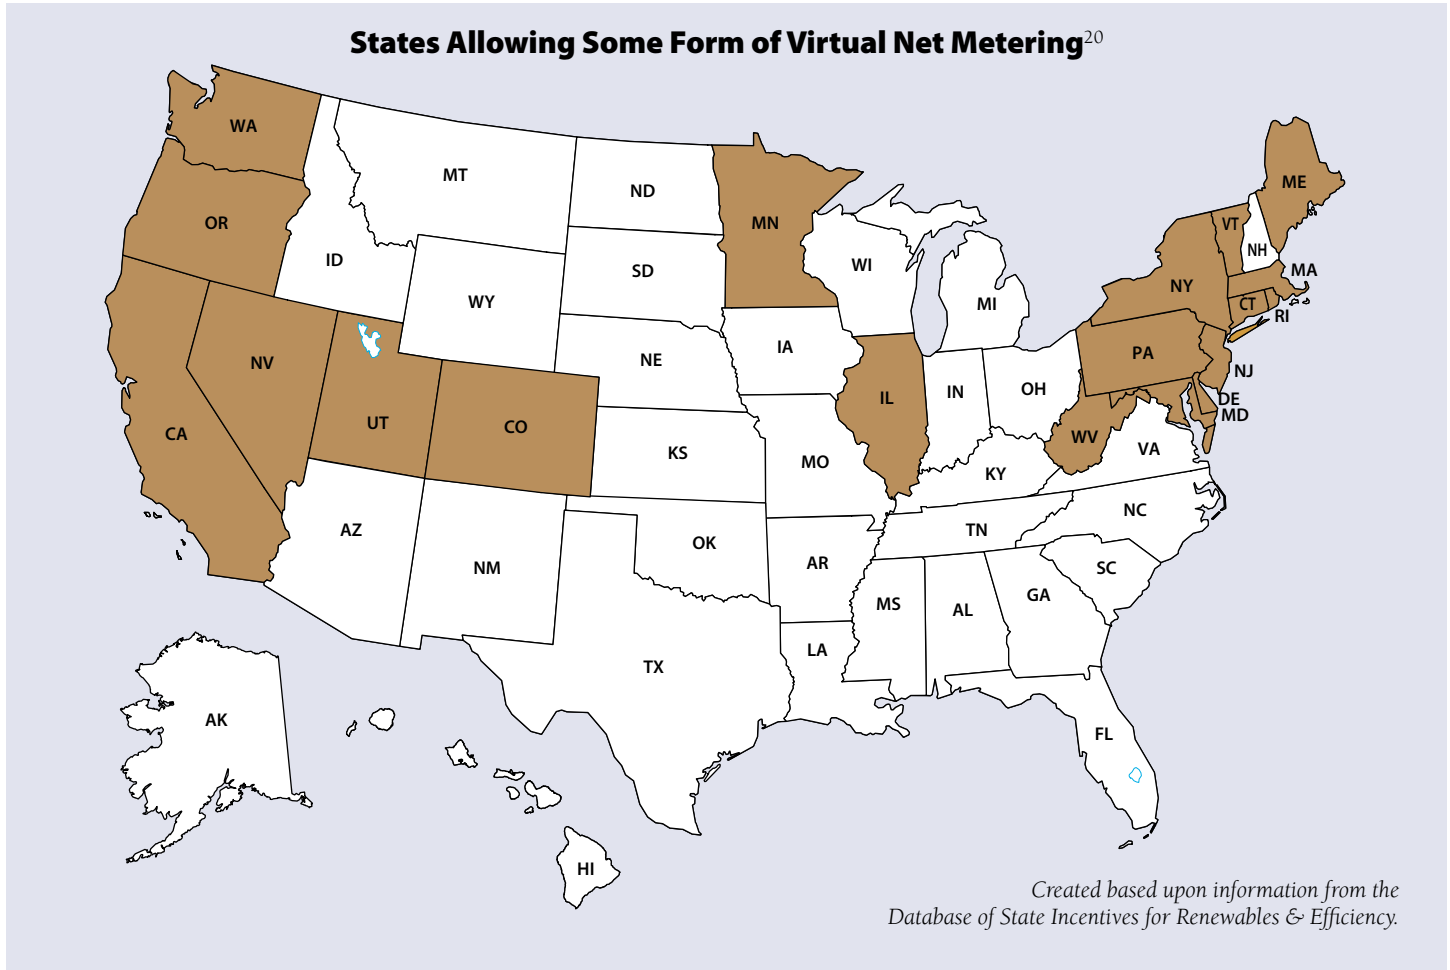 States Allowing Some Form of Virtual Net Metering20
WA
MT
ND
MN
ME
OR
VT
NH
ID
SD
WI
MA
NY
WY
MI
CT
RI
IA
PA
NV
NE
NJ
IN
OH
IL
DE
MD
UT
CO
CA
WV
VA
KS
MO
KY
NC
AZ
TN
OK
AR
SC
NM
MS
AL
GA
LA
TX
AK
FL
HI
Created based upon information from the
Database of State Incentives for Renewables & Efficiency.